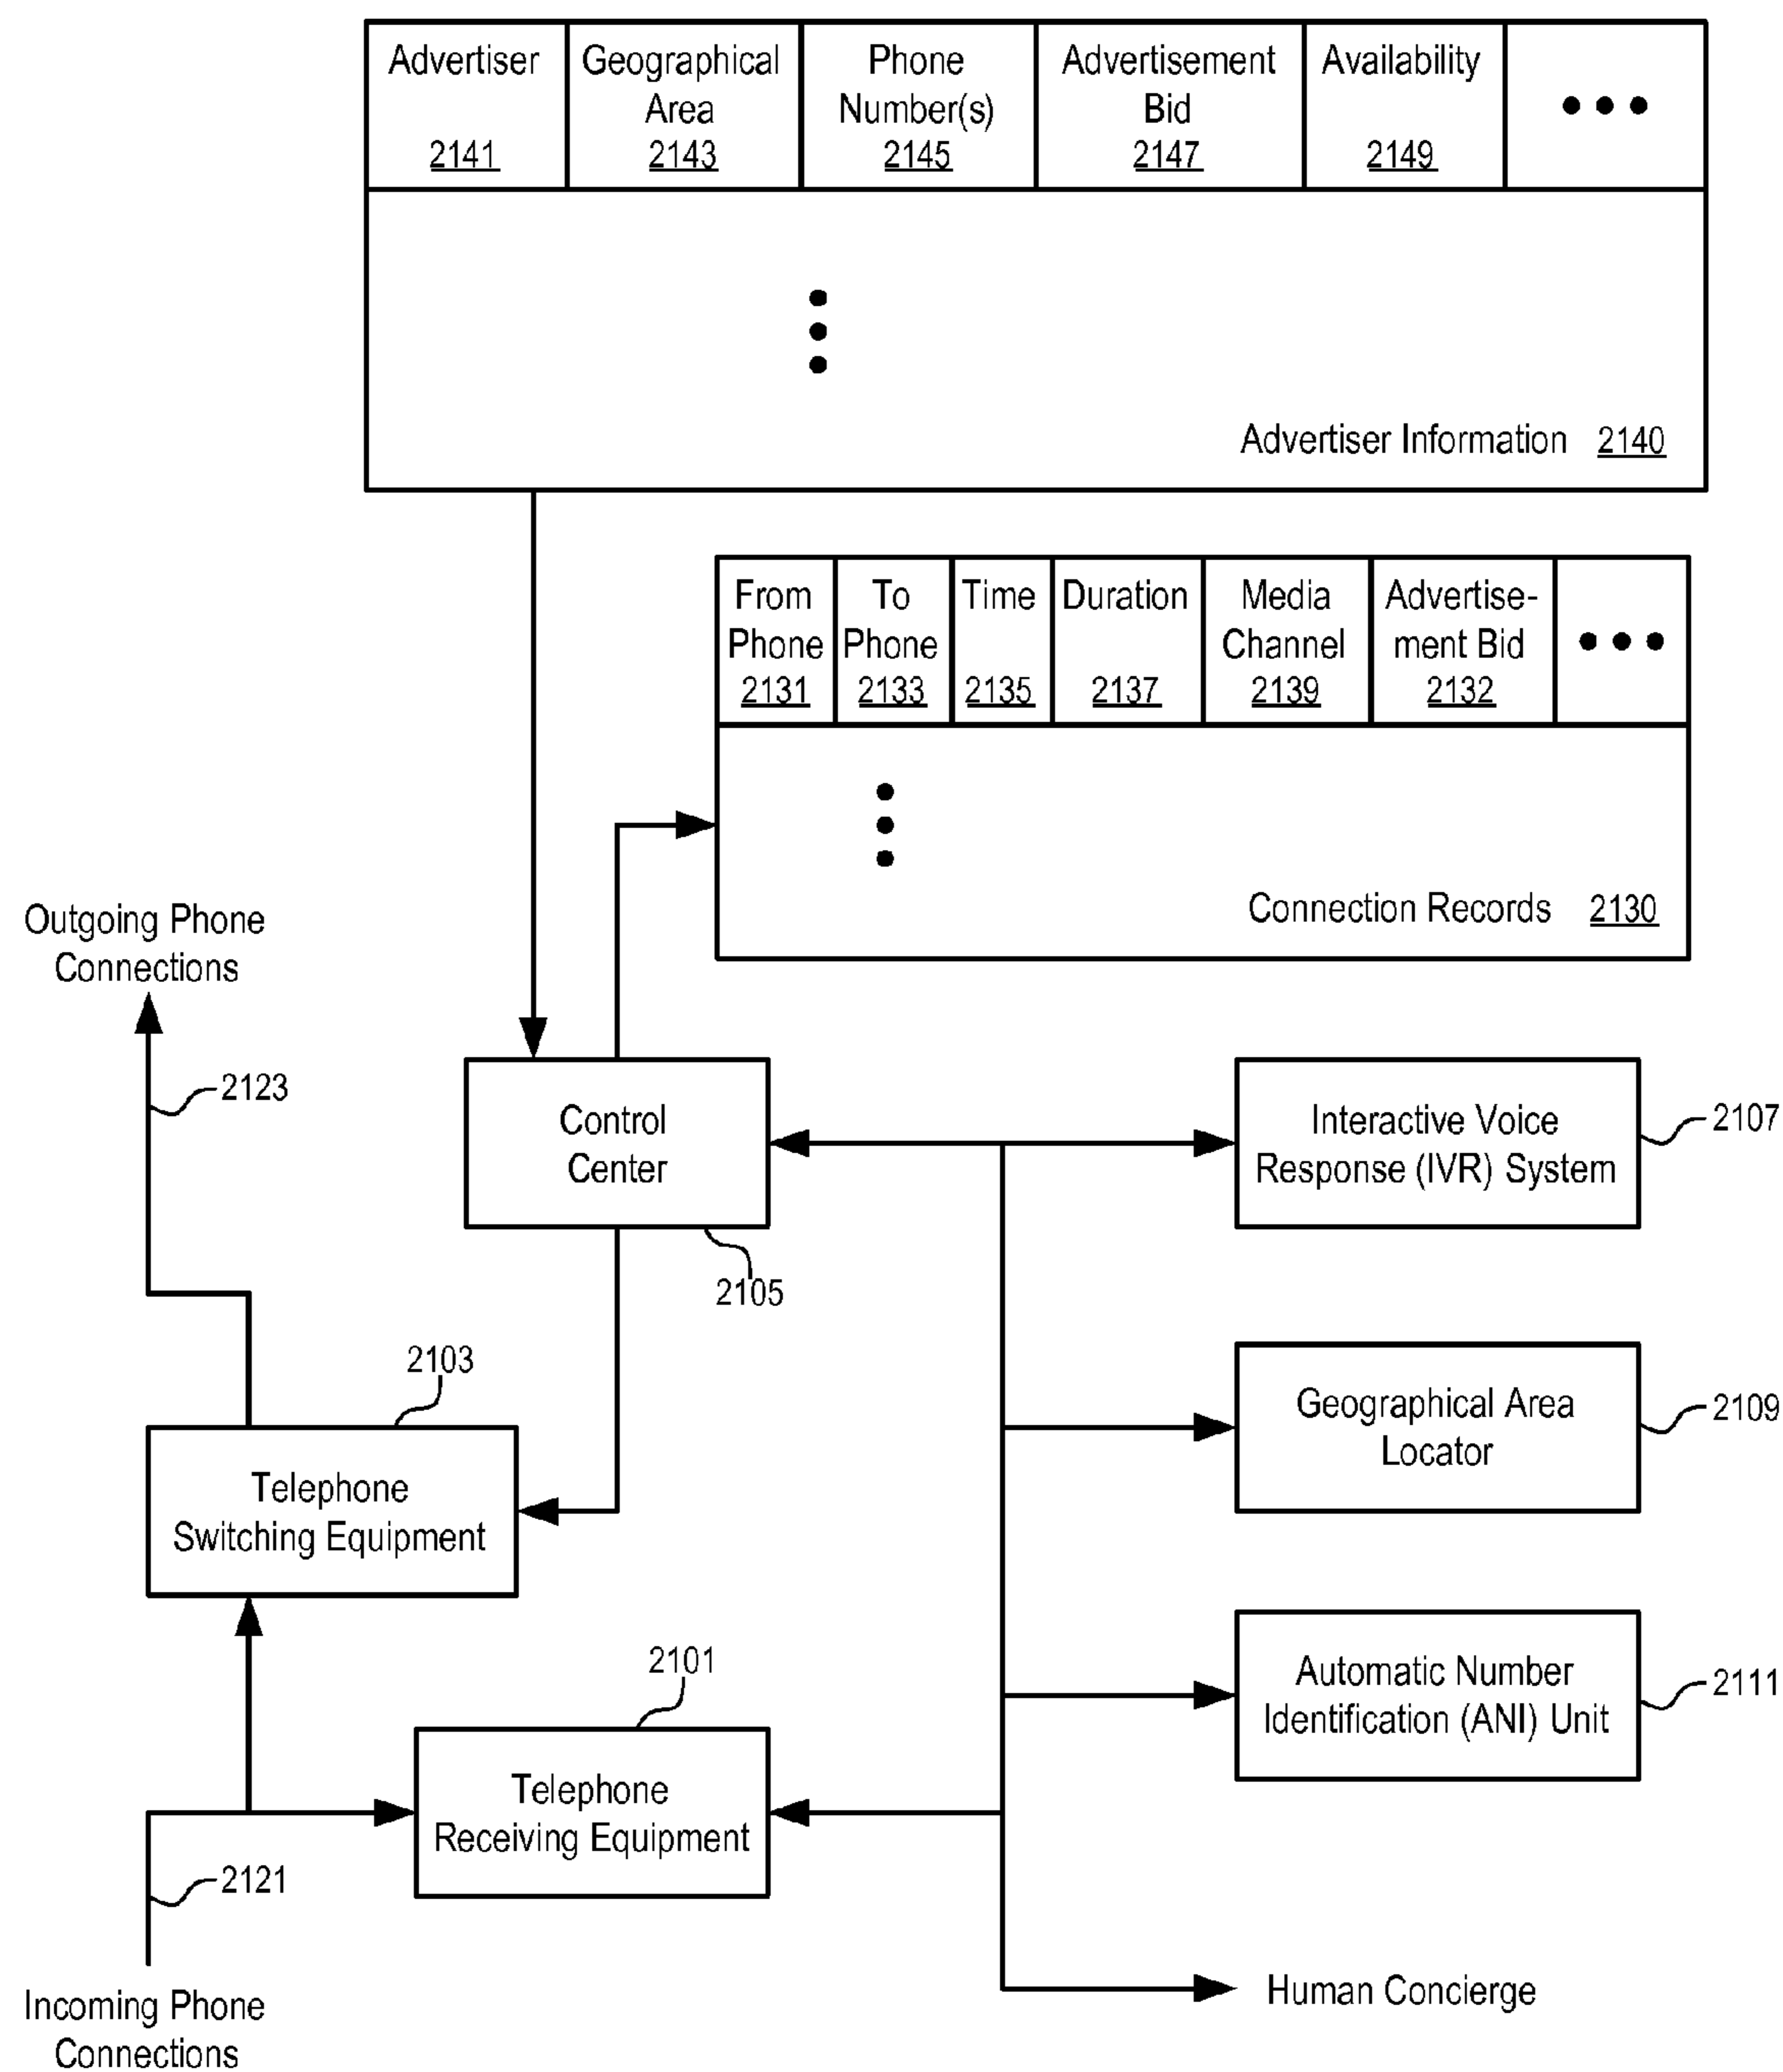 Advertiser
2141
Geographical
Area
2143
Phone
Number(s)
2145
Advertisement
Bid
2147
Availability
2149
Advertiser Information 2140
From
Phone
2131
To
Phone
2133
Time
2135
Duration
2137
Media
Channel
2139
Advertise-
ment Bid
2132
Connection Records 2130
Outgoing Phone
Connections
2123
Control
Center
2105
Interactive Voice
Response (IVR) System
2107
2103
Telephone
Switching Equipment
Geographical Area
Locator
2109
2101
Telephone
Receiving Equipment
Automatic Number
Identification (ANI) Unit
2111
2121
Incoming Phone
Connections
Human Concierge